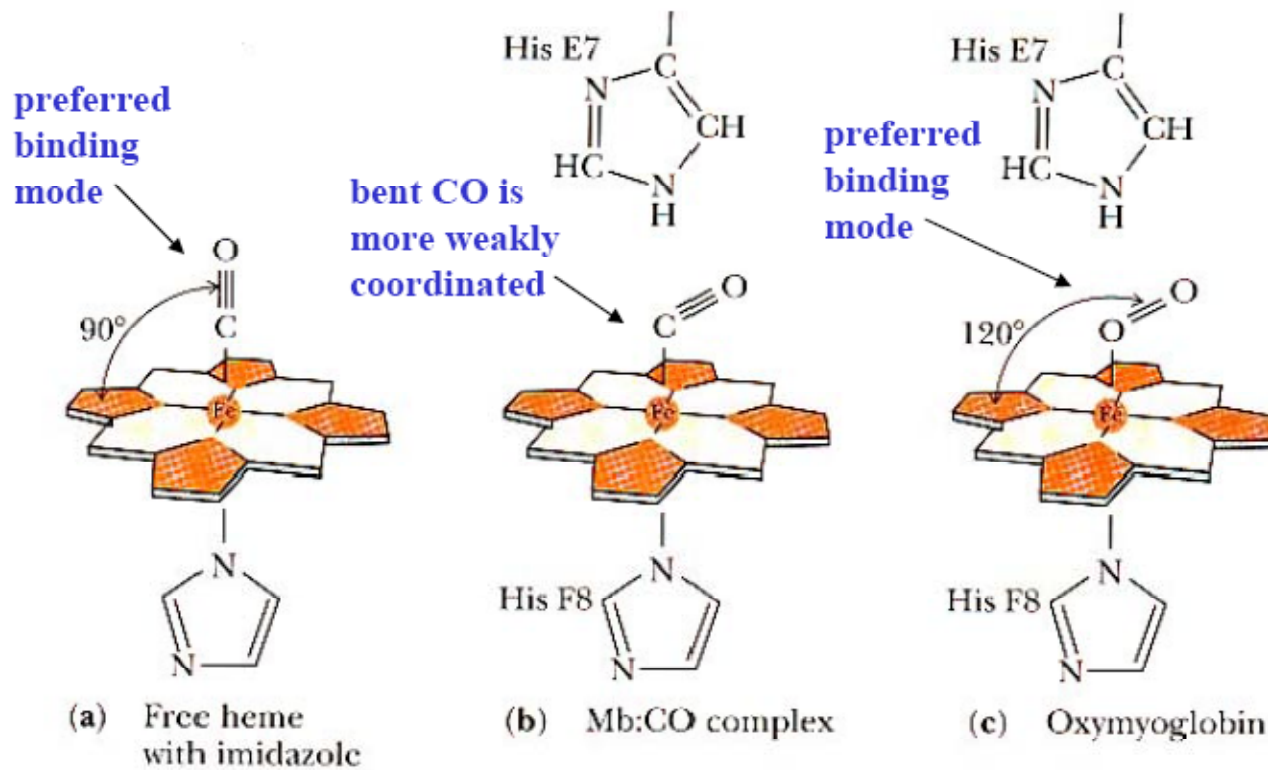 preferred
binding
mode
O
C
90°
Fe
N
N
(a) Free heme
with imidazole
His E7
C
N
CH
HC
N
H
bent CO is
more weakly
coordinated
O
C
Fe
N
His F8
N
(b) Mb:CO complex
His E7
C
N
CH
HC
N
H
preferred
binding
mode
O
O
120°
Fe
N
His F8
N
(c) Oxymyoglobin